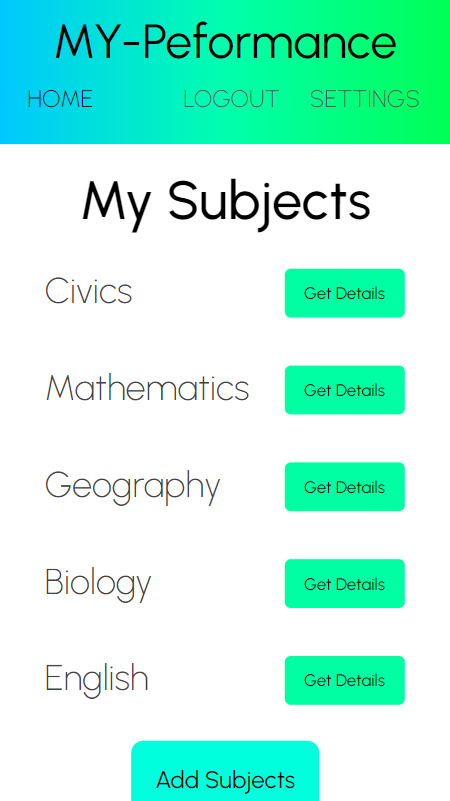 MY-Peformance
HOME LOGOUT SETTINGS
My Subjects
Civics Get Details
Mathematics Get Details
Geography Get Details
Biology Get Details
English Get Details
Add Subjects